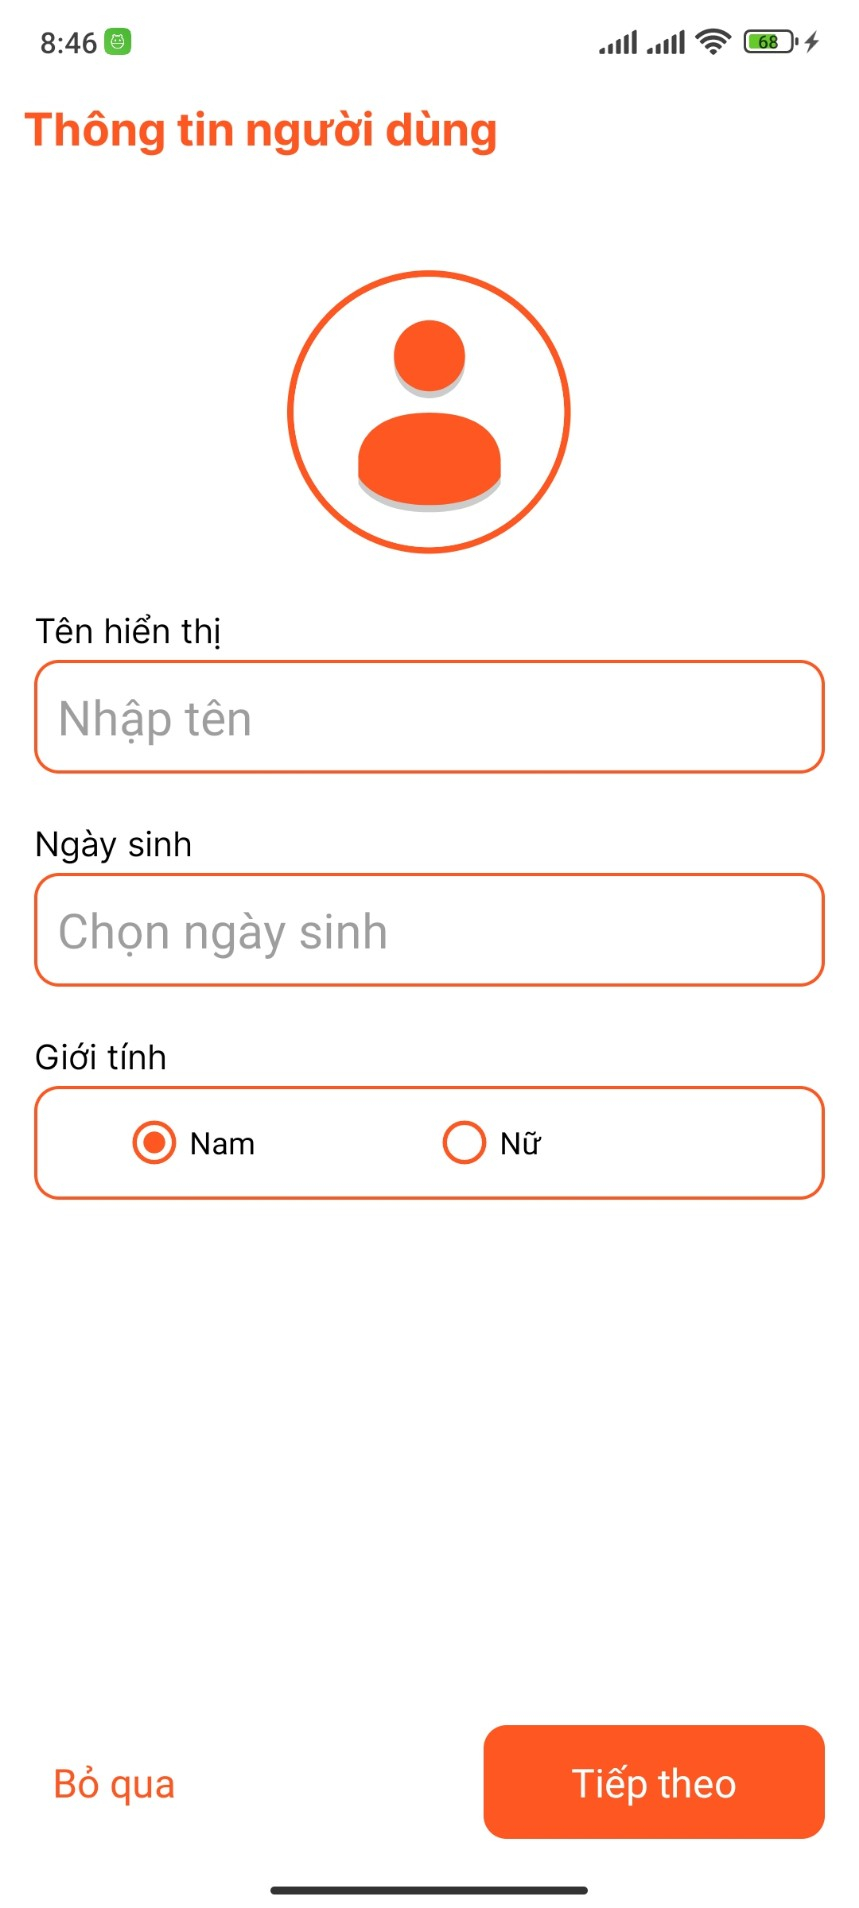 8:46
68
Thông tin người dùng
Tên hiển thị
Nhập tên
Ngày sinh
Chọn ngày sinh
Giới tính
Nam Nữ
Bỏ qua Tiếp theo